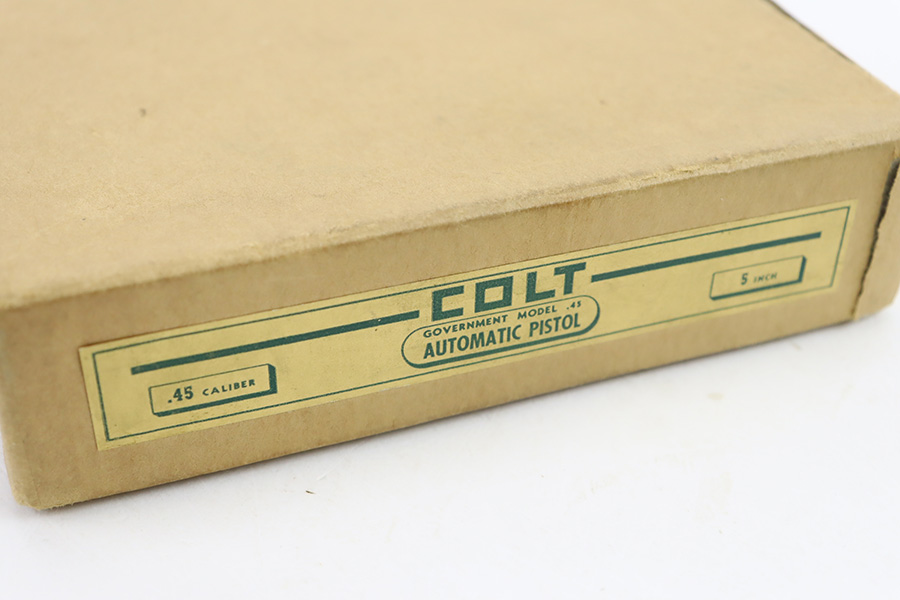 COLT
GOVERNMENT MODEL .45
AUTOMATIC PISTOL
.45 CALIBER
5 INCH